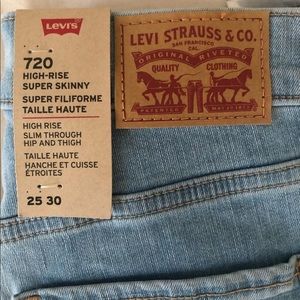 Levi's
720
HIGH-RISE
SUPER SKINNY
SUPER FILIFORME
TAILLE HAUTE
HIGH RISE
SLIM THROUGH
HIP AND THIGH
TAILLE HAUTE
HANCHE ET CUISSE
ÉTROITES
25 30
LEVI STRAUSS & CO.
SAN FRANCISCO
CAL.
ORIGINAL RIVETED
QUALITY CLOTHING